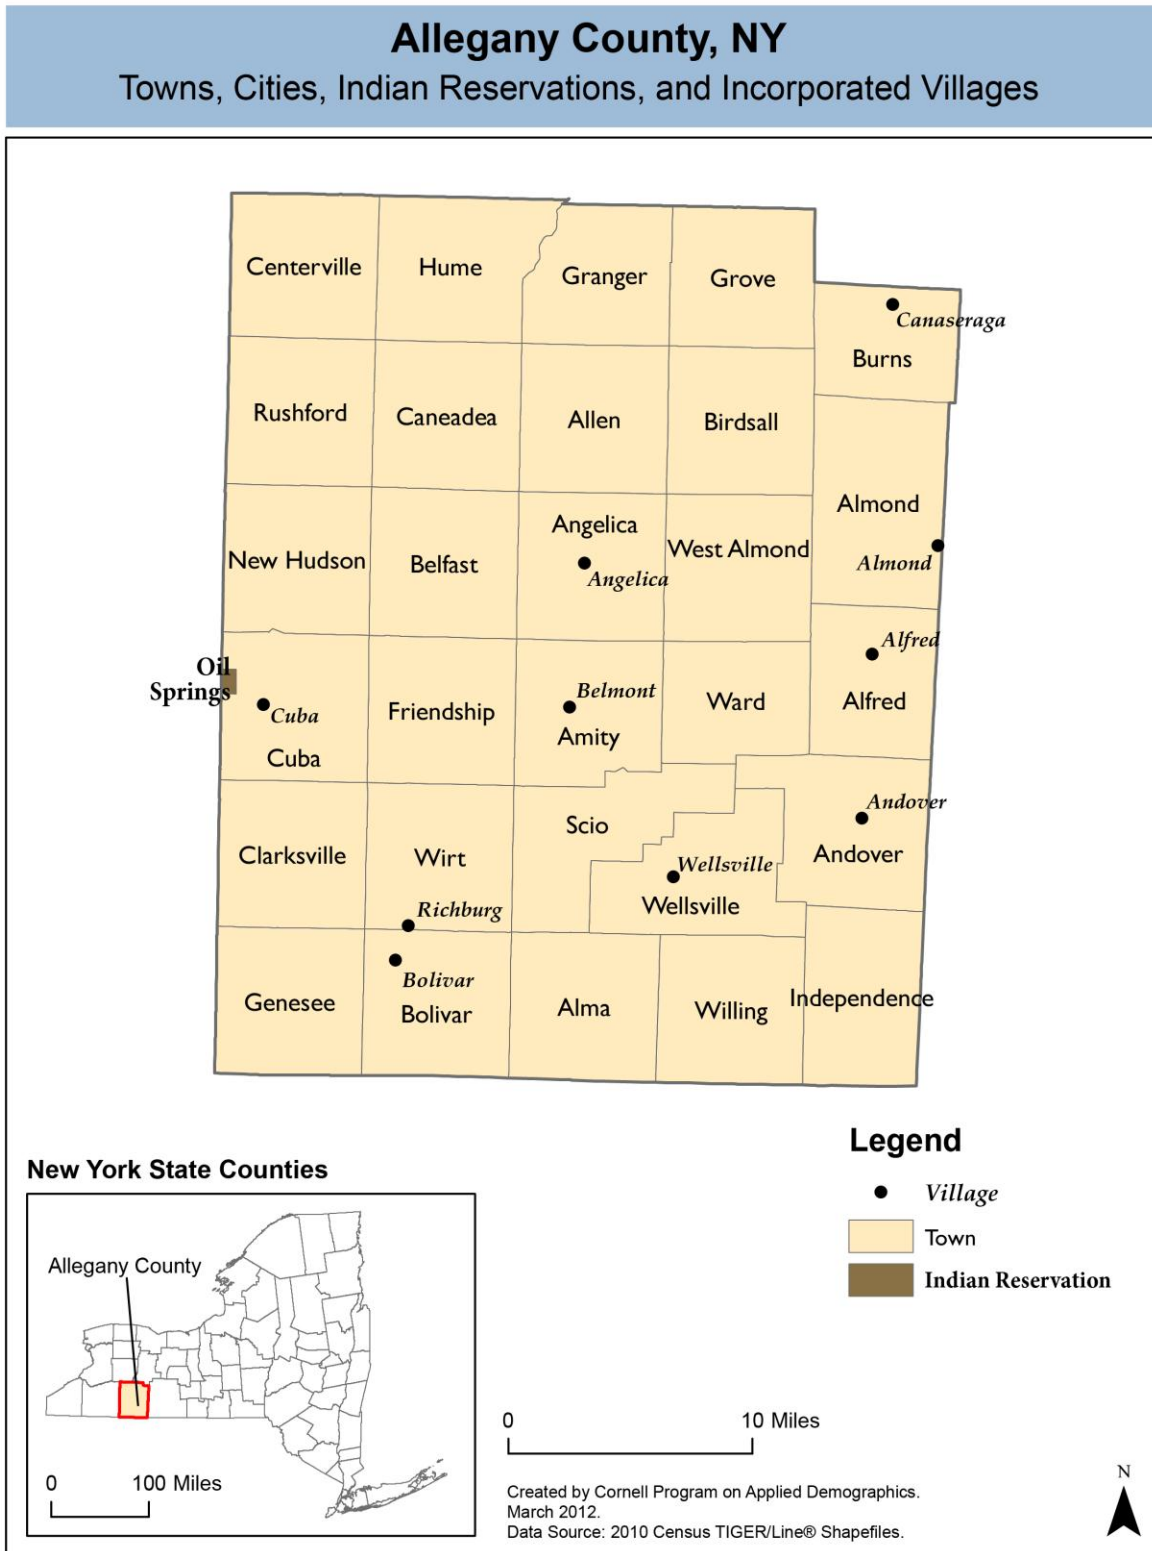 Allegany County, NY
Towns, Cities, Indian Reservations, and Incorporated Villages
Centerville
Hume
Granger
Grove
Canaseraga
Burns
Rushford
Caneadea
Allen
Birdsall
Almond
Almond
New Hudson
Belfast
Angelica
Angelica
West Almond
Alfred
Alfred
Oil
Springs
Cuba
Cuba
Friendship
Belmont
Amity
Ward
Andover
Andover
Clarksville
Wirt
Richburg
Scio
Wellsville
Wellsville
Genesee
Bolivar
Bolivar
Alma
Willing
Independence
Legend
Village
Town
Indian Reservation
New York State Counties
Allegany County
0 100 Miles
0 10 Miles
Created by Cornell Program on Applied Demographics.
March 2012.
Data Source: 2010 Census TIGER/Line® Shapefiles.
N